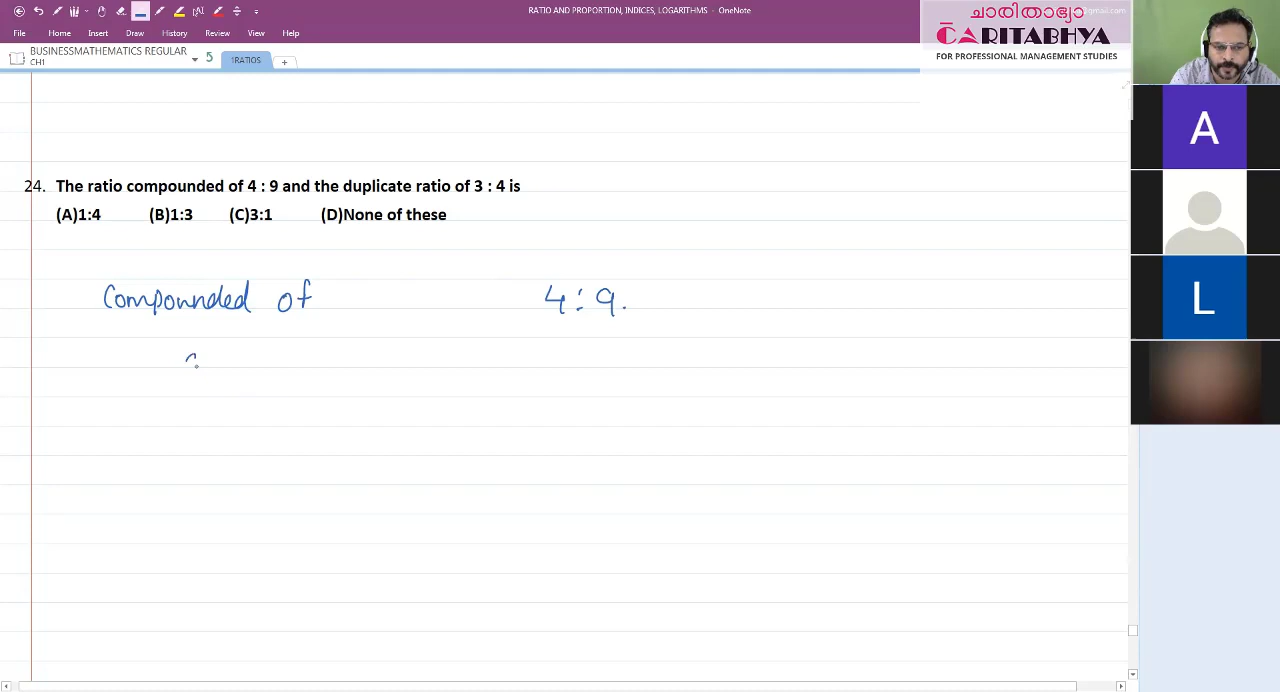 RATIO AND PROPORTION, INDICES, LOGARITHMS - OneNote
ചാരിതാഭ്യാ
gmail.com
CARITABHYA
FOR PROFESSIONAL MANAGEMENT STUDIES
File Home Insert Draw History Review View Help
BUSINESSMATHEMATICS REGULAR
CH1
5
1RATIOS
24. The ratio compounded of 4 : 9 and the duplicate ratio of 3 : 4 is
(A)1:4 (B)1:3 (C)3:1 (D)None of these
Compounded of 4 : 9.
A
L